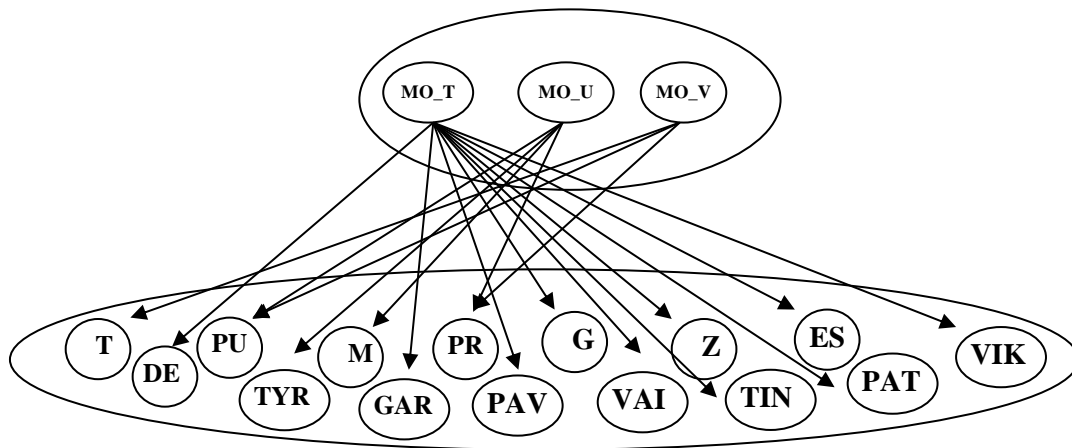 MO_T MO_U MO_V
T DE PU TYR M GAR PR PAV G VAI Z TIN ES PAT VIK